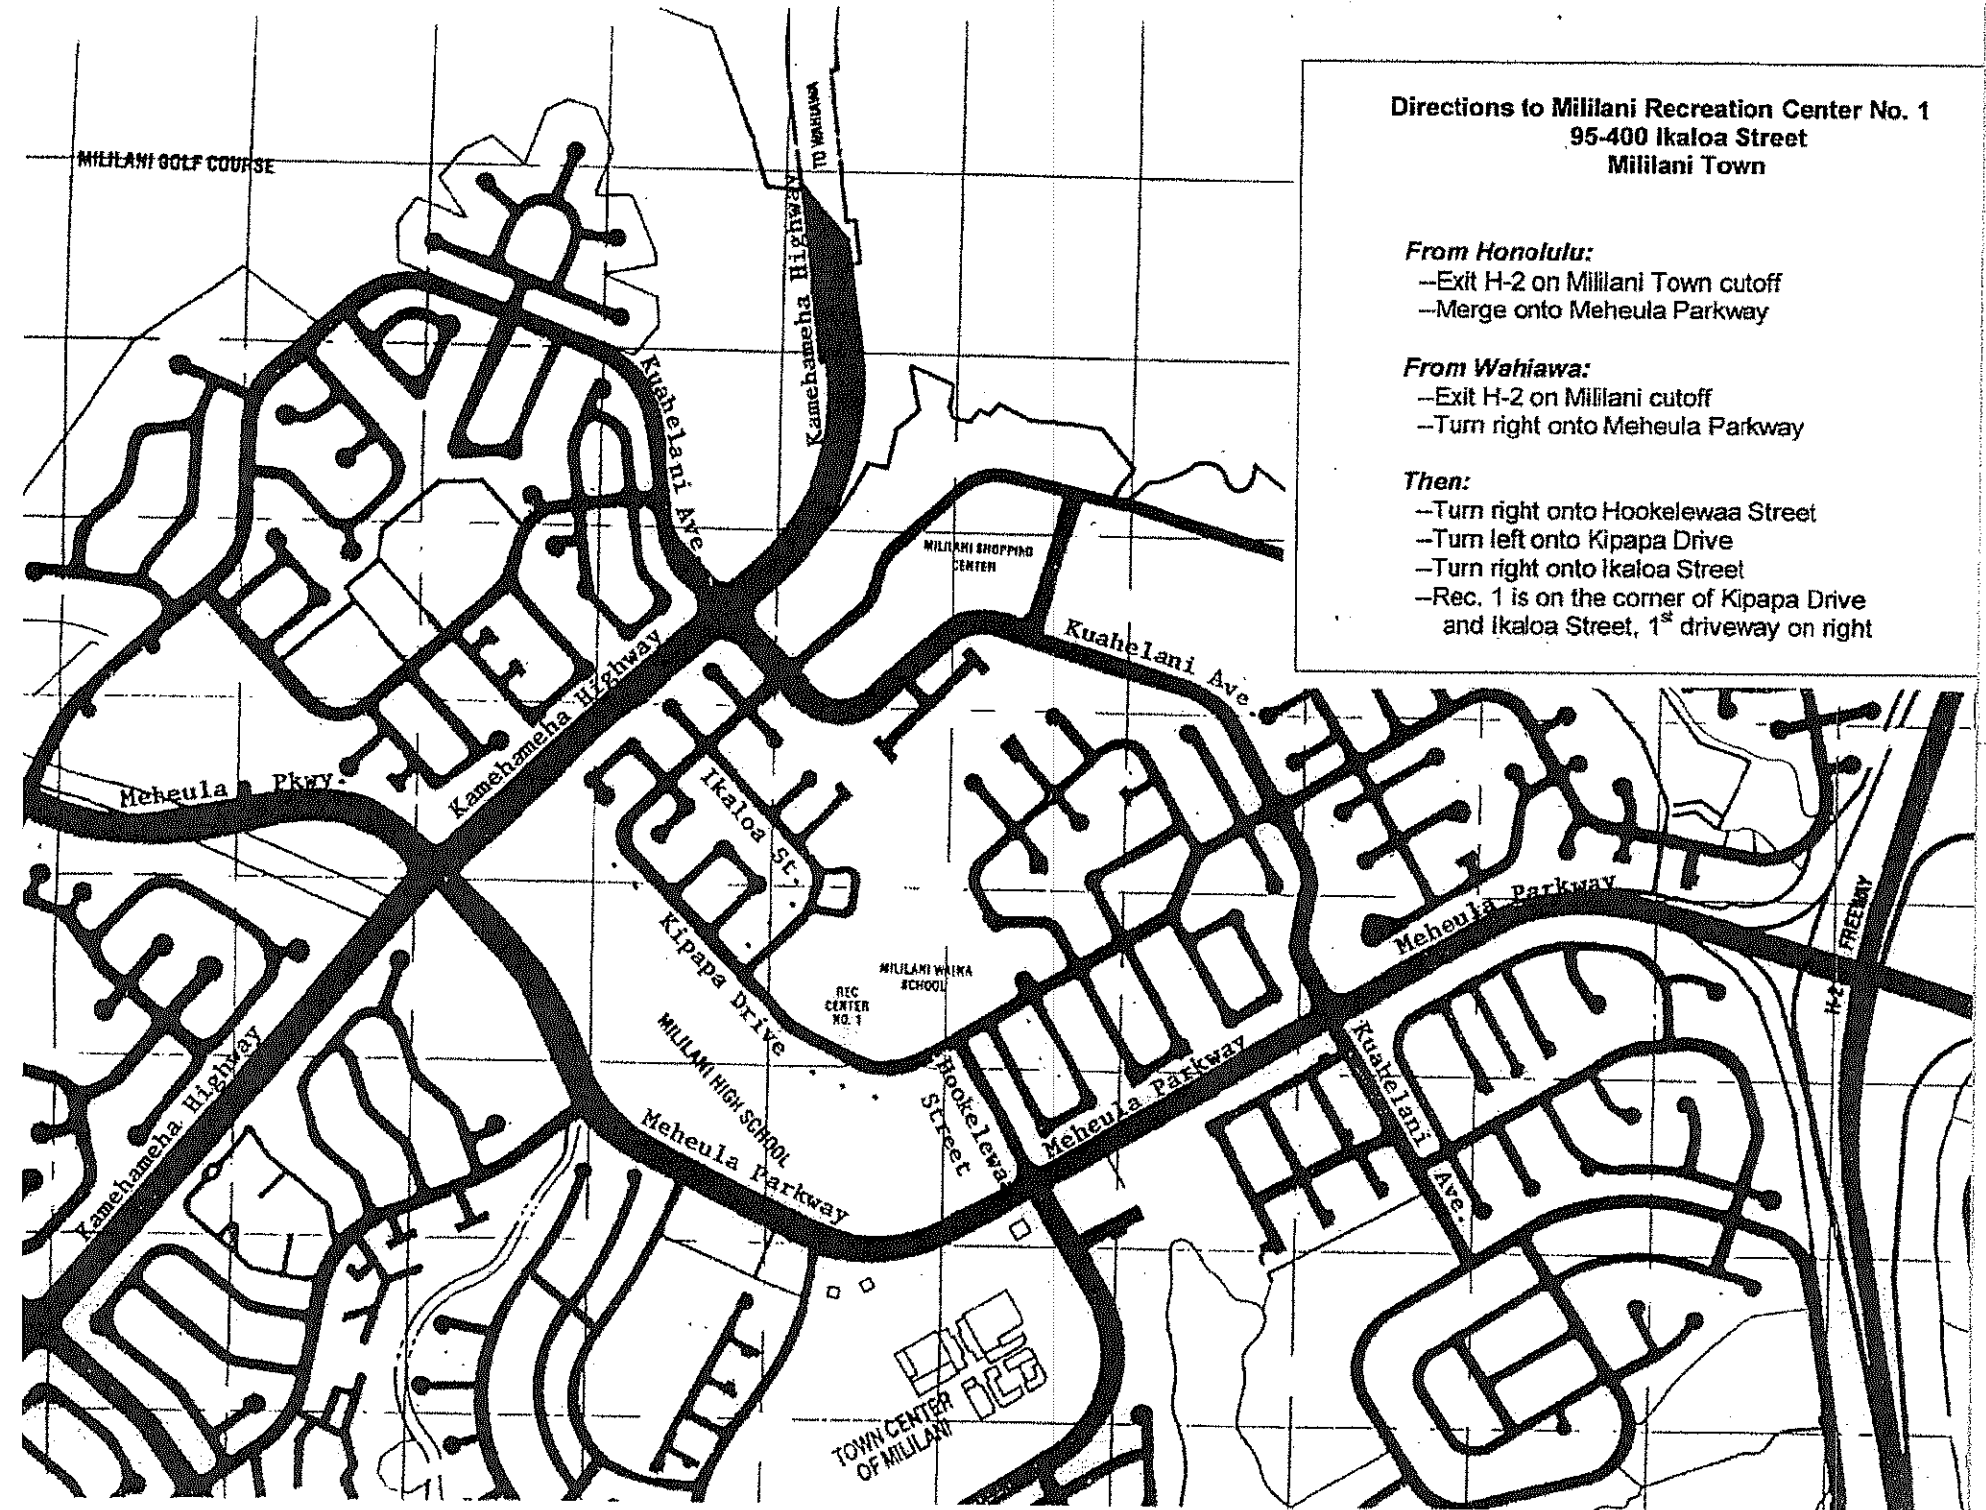 Directions to Mililani Recreation Center No. 1
95-400 Ikaloa Street
Mililani Town
From Honolulu:
--Exit H-2 on Mililani Town cutoff
--Merge onto Meheula Parkway
From Wahiawa:
--Exit H-2 on Mililani cutoff
--Turn right onto Meheula Parkway
Then:
--Turn right onto Hookelewaa Street
--Turn left onto Kipapa Drive
--Turn right onto Ikaloa Street
--Rec. 1 is on the corner of Kipapa Drive
and Ikaloa Street, 1st driveway on right
TO WAHIAWA
MILILANI GOLF COURSE
Kamehameha Highway
Kamehameha Highway
Kuahelani Ave.
MILILANI SHOPPING
CENTER
Kuahelani Ave.
Kamehameha Highway
Meheula Pkwy.
Ikaloa St.
Meheula Parkway
H-2 FREEWAY
Kipapa Drive
MILILANI WAENA
SCHOOL
REC
CENTER
NO. 1
MILILANI HIGH SCHOOL
Kamehameha Highway
Hookelewaa
Street
Meheula Parkway
Kuahelani Ave.
Meheula Parkway
TOWN CENTER
OF MILILANI